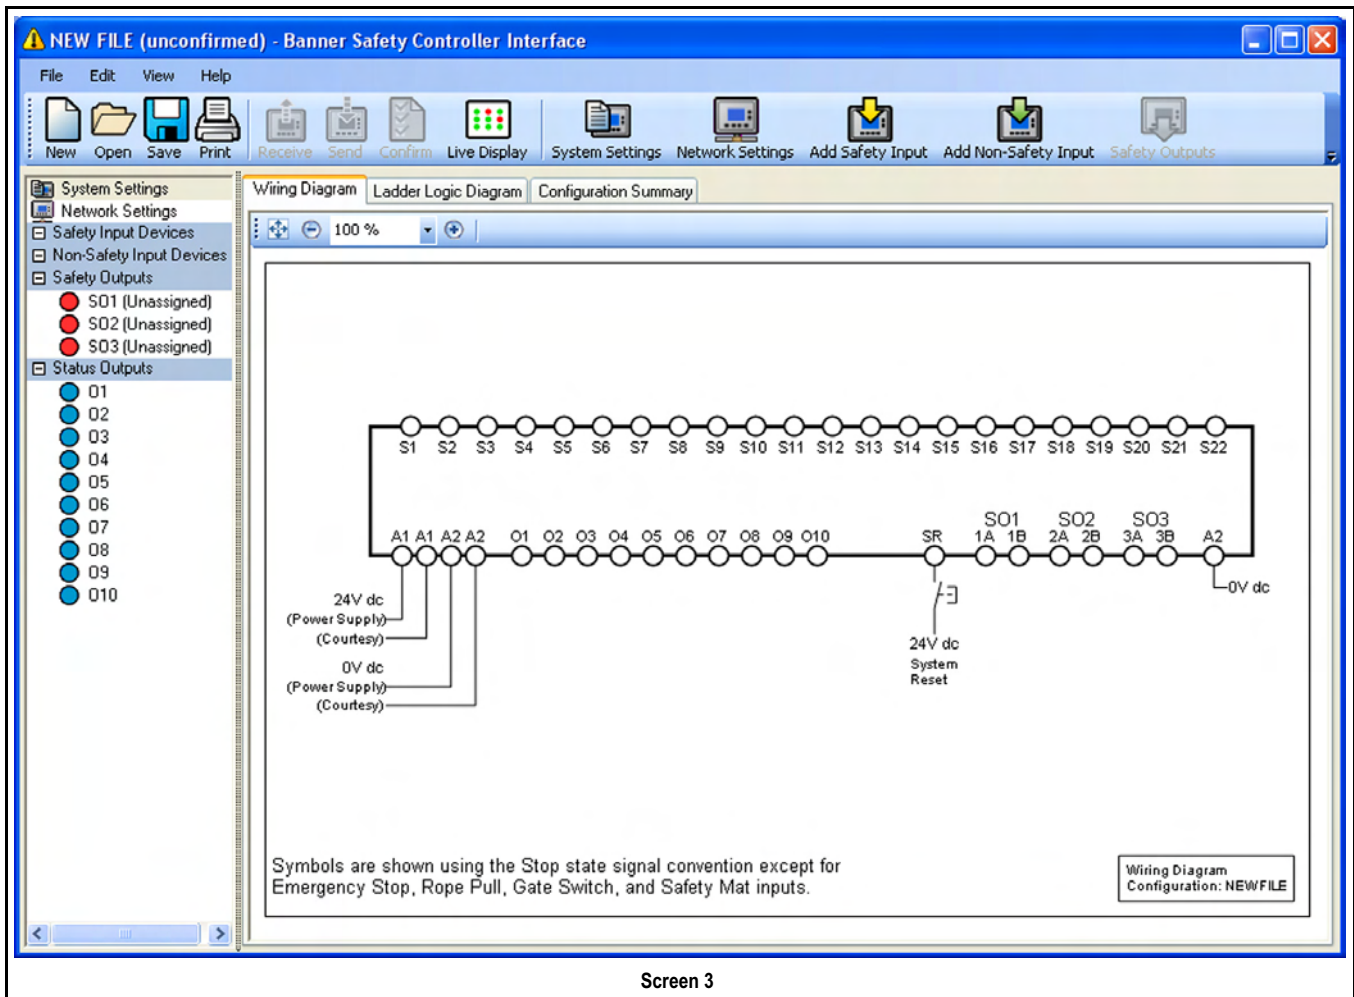 NEW FILE (unconfirmed) - Banner Safety Controller Interface
File Edit View Help
New Open Save Print Receive Send Confirm Live Display System Settings Network Settings Add Safety Input Add Non-Safety Input Safety Outputs
System Settings
Network Settings
Safety Input Devices
Non-Safety Input Devices
Safety Outputs
SO1 (Unassigned)
SO2 (Unassigned)
SO3 (Unassigned)
Status Outputs
O1
O2
O3
O4
O5
O6
O7
O8
O9
O10
Wiring Diagram Ladder Logic Diagram Configuration Summary
100 %
S1 S2 S3 S4 S5 S6 S7 S8 S9 S10 S11 S12 S13 S14 S15 S16 S17 S18 S19 S20 S21 S22
SO1 SO2 SO3
A1 A1 A2 A2 O1 O2 O3 O4 O5 O6 O7 O8 O9 O10 SR 1A 1B 2A 2B 3A 3B A2
24V dc
(Power Supply)
(Courtesy)
0V dc
(Power Supply)
(Courtesy)
24V dc
System
Reset
0V dc
Symbols are shown using the Stop state signal convention except for
Emergency Stop, Rope Pull, Gate Switch, and Safety Mat inputs.
Wiring Diagram
Configuration: NEWFILE
Screen 3